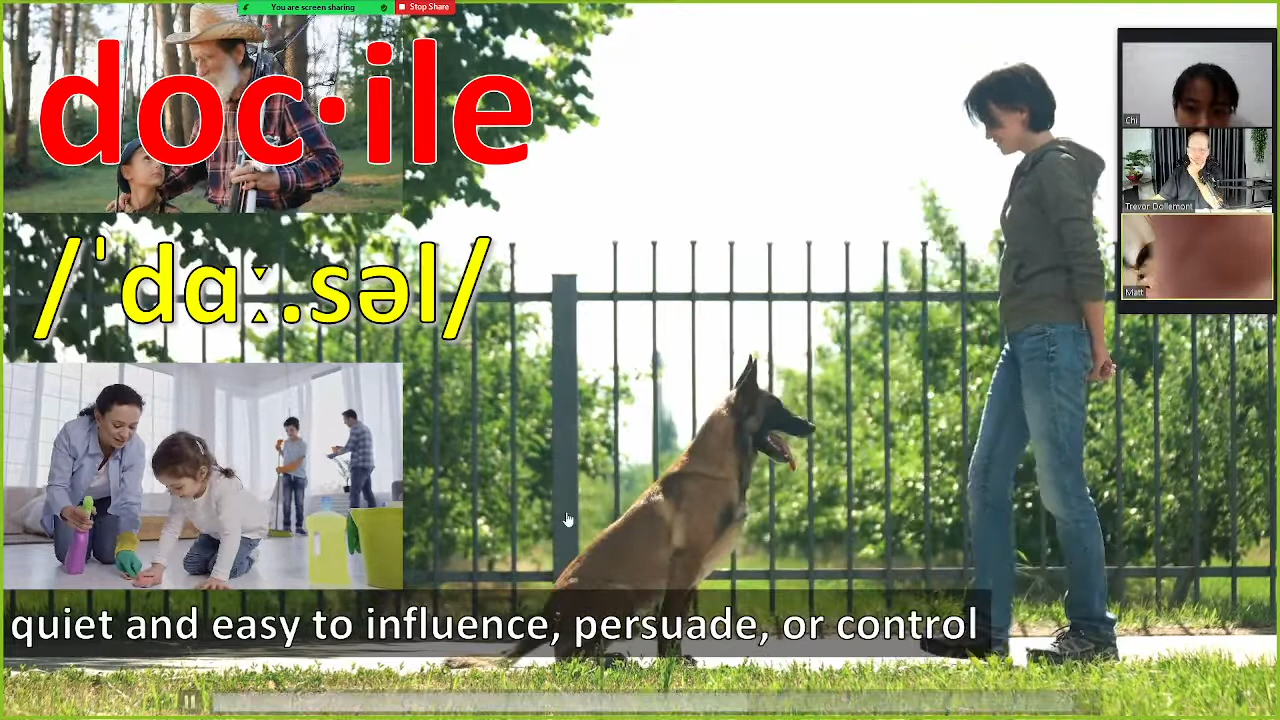 You are screen sharing
Stop Share
doc·ile
/ˈdɑː.səl/
quiet and easy to influence, persuade, or control
Chi
Trevor Dollemont
Matt